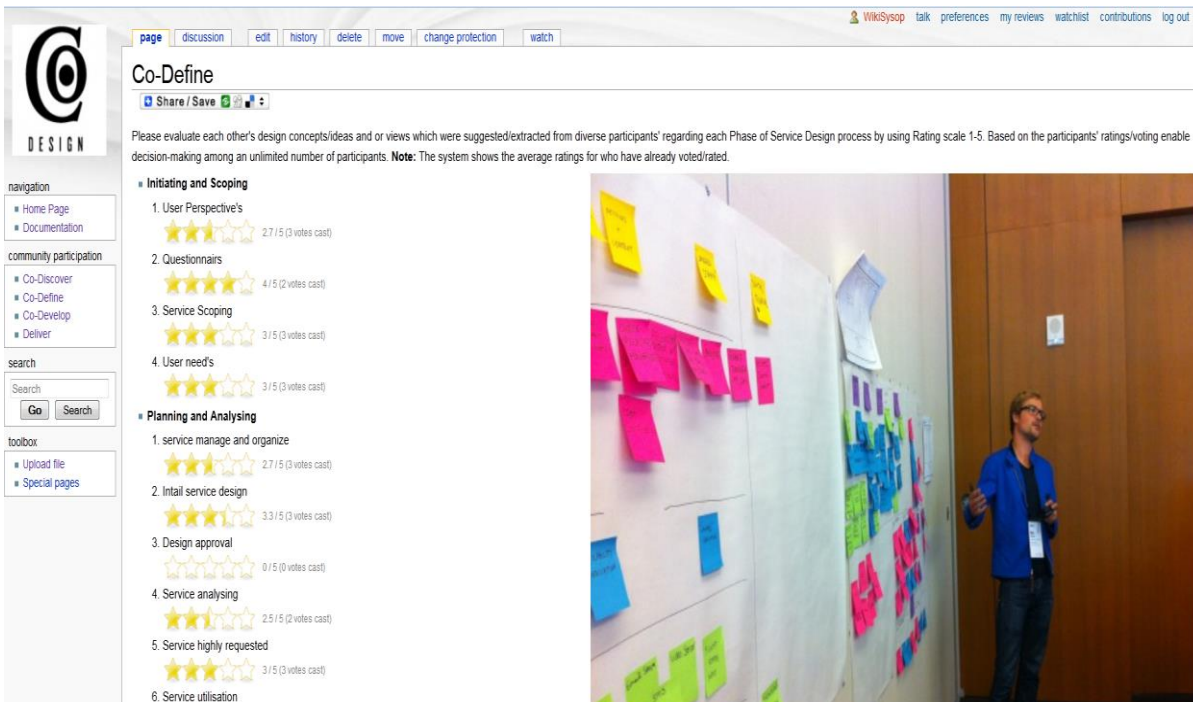 WikiSysop talk preferences my reviews watchlist contributions log out
CO
DESIGN
page discussion edit history delete move change protection watch
Co-Define
Share / Save
Please evaluate each other's design concepts/ideas and or views which were suggested/extracted from diverse participants' regarding each Phase of Service Design process by using Rating scale 1-5. Based on the participants' ratings/voting enable
decision-making among an unlimited number of participants. Note: The system shows the average ratings for who have already voted/rated.
navigation
Home Page
Documentation
community participation
Co-Discover
Co-Define
Co-Develop
Deliver
search
Search
Go Search
toolbox
Upload file
Special pages
Initiating and Scoping
1. User Perspective's
2.7 / 5 (3 votes cast)
2. Questionnairs
4 / 5 (2 votes cast)
3. Service Scoping
3 / 5 (3 votes cast)
4. User need's
3 / 5 (3 votes cast)
Planning and Analysing
1. service manage and organize
2.7 / 5 (3 votes cast)
2. Intail service design
3.3 / 5 (3 votes cast)
3. Design approval
0 / 5 (0 votes cast)
4. Service analysing
2.5 / 5 (2 votes cast)
5. Service highly requested
3 / 5 (3 votes cast)
6. Service utilisation